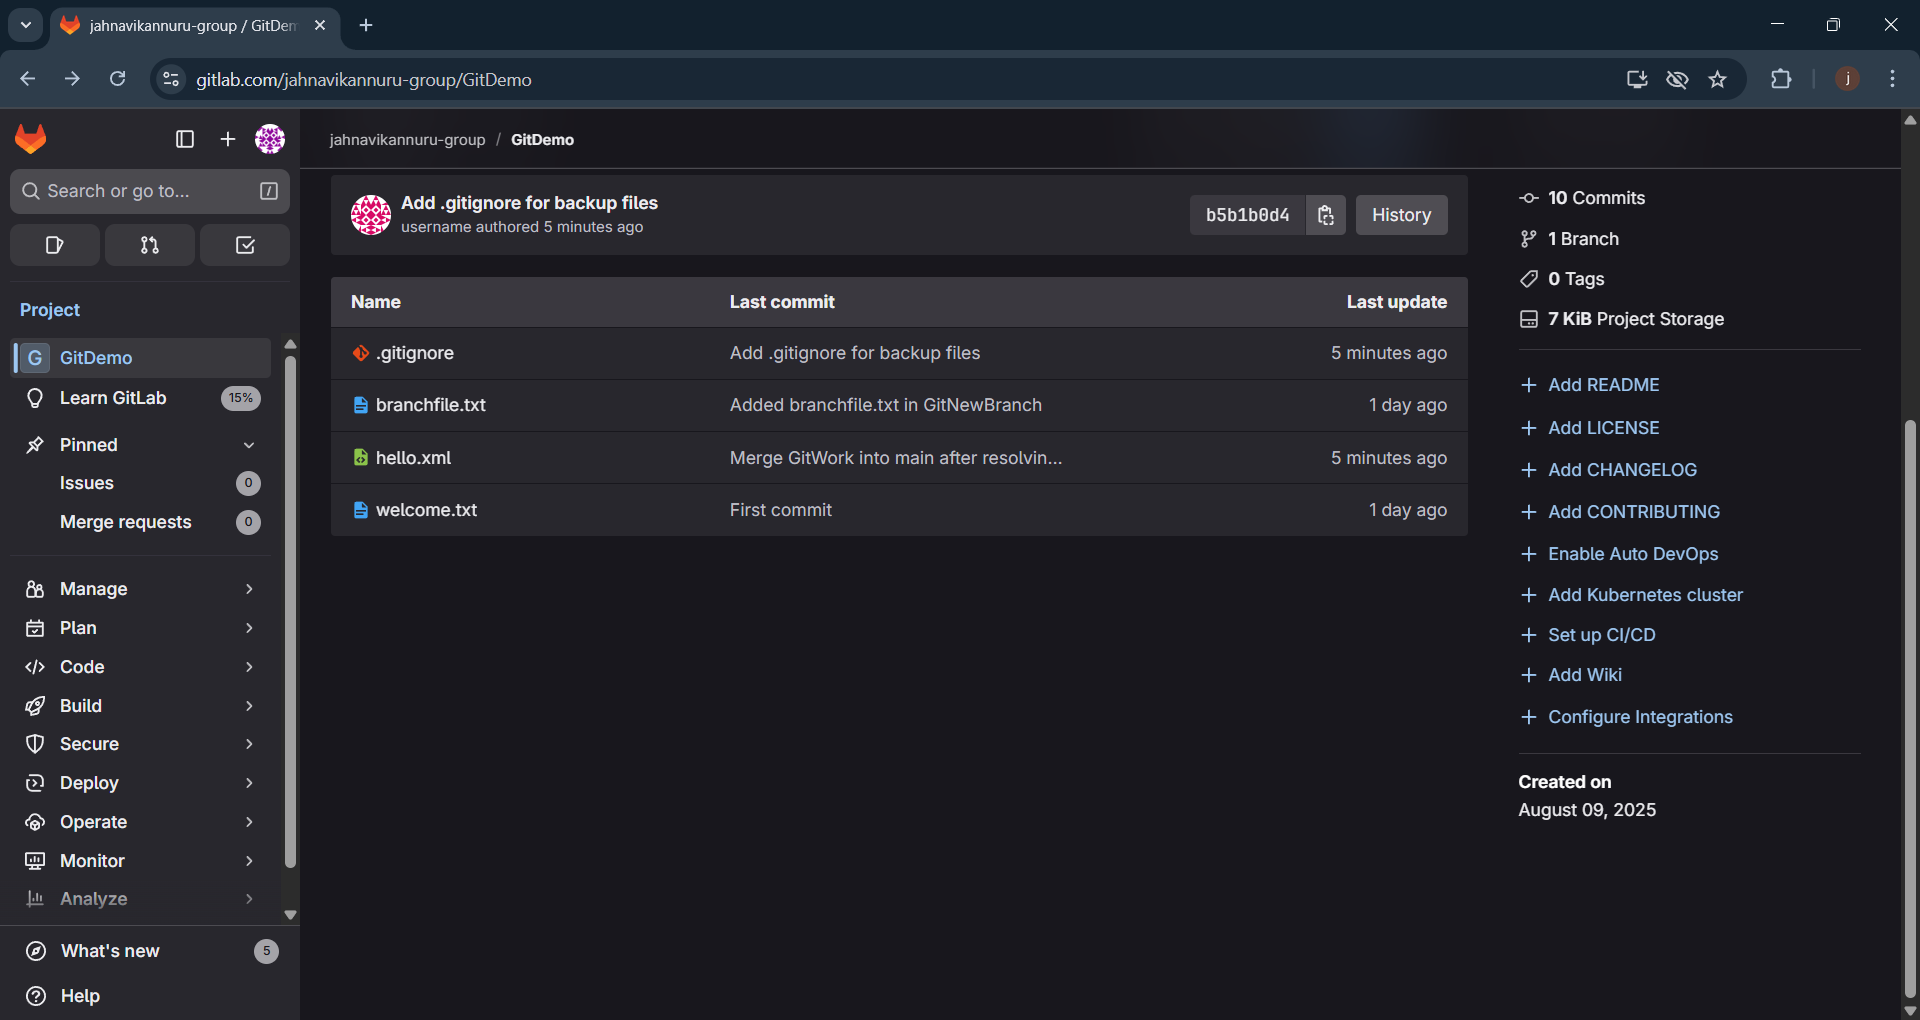 jahnavikannuru-group / GitDem
gitlab.com/jahnavikannuru-group/GitDemo
j
jahnavikannuru-group / GitDemo
Search or go to...
/
Project
G GitDemo
Learn GitLab 15%
Pinned
Issues 0
Merge requests 0
Manage
Plan
Code
Build
Secure
Deploy
Operate
Monitor
Analyze
What's new 5
Help
Add .gitignore for backup files
username authored 5 minutes ago
b5b1b0d4
History
Name Last commit Last update
.gitignore Add .gitignore for backup files 5 minutes ago
branchfile.txt Added branchfile.txt in GitNewBranch 1 day ago
hello.xml Merge GitWork into main after resolvin... 5 minutes ago
welcome.txt First commit 1 day ago
10 Commits
1 Branch
0 Tags
7 KiB Project Storage
Add README
Add LICENSE
Add CHANGELOG
Add CONTRIBUTING
Enable Auto DevOps
Add Kubernetes cluster
Set up CI/CD
Add Wiki
Configure Integrations
Created on
August 09, 2025